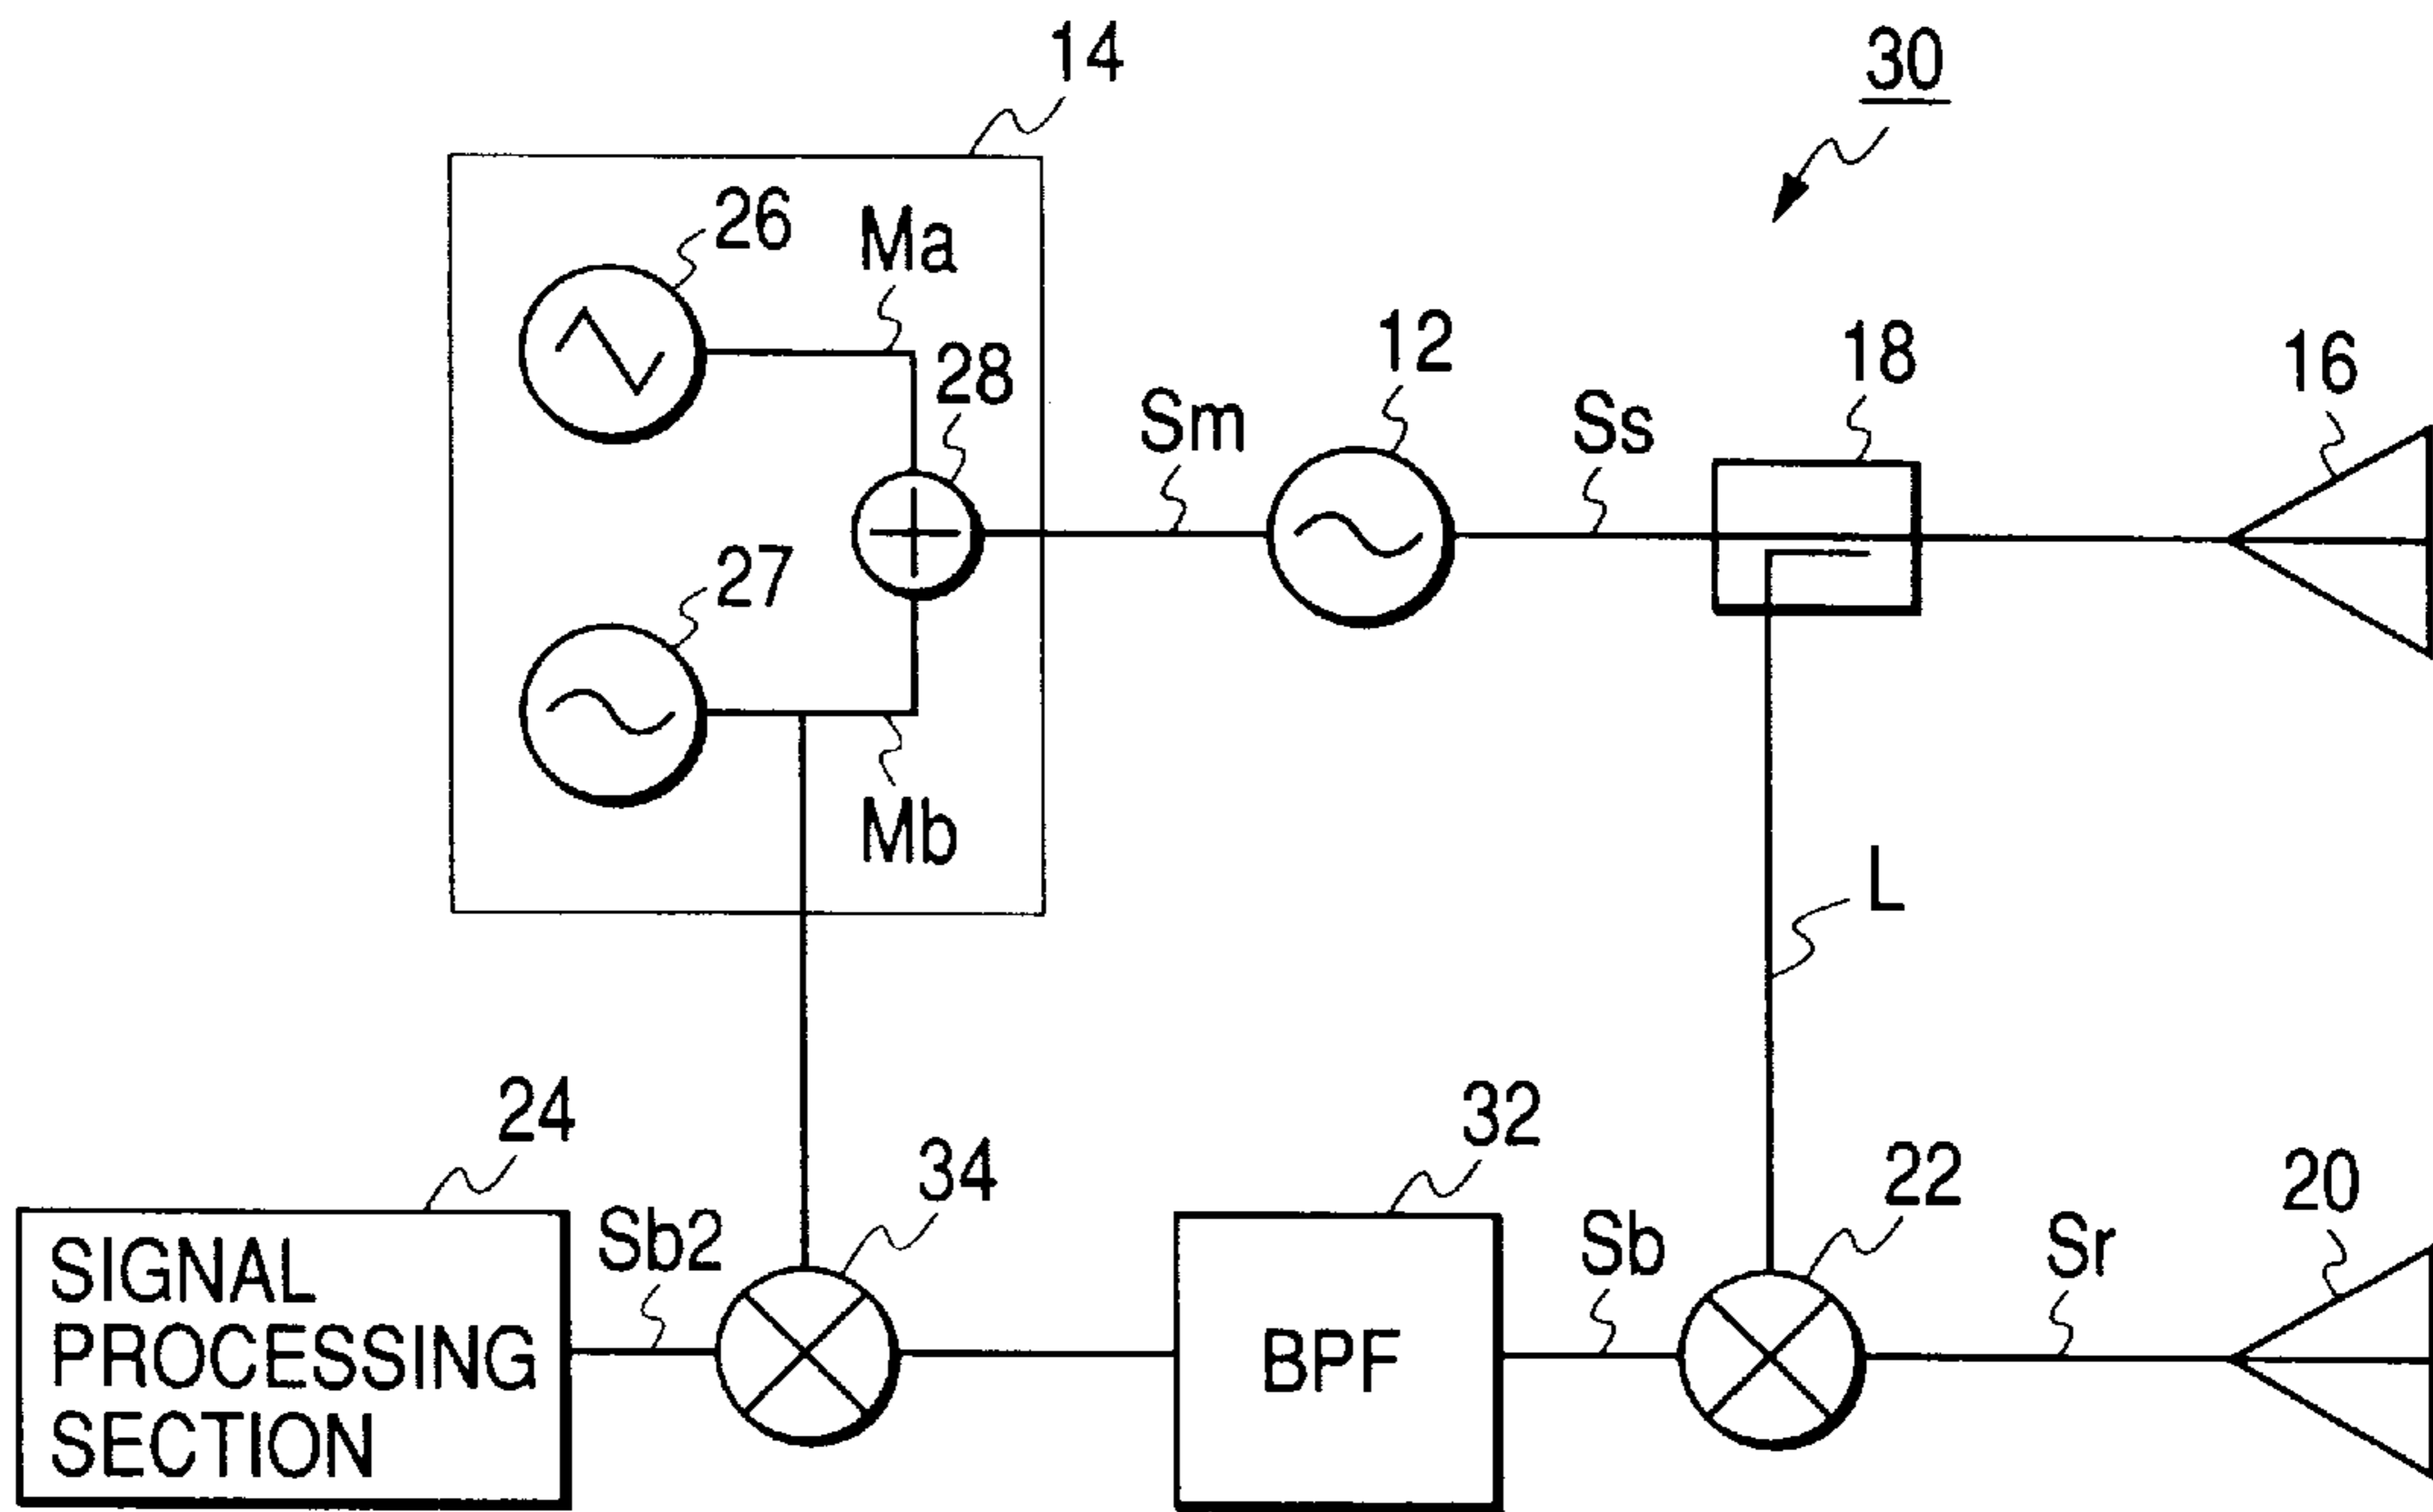 14
30
26
Ma
12
18
16
28
Sm
Ss
27
Mb
L
24
34
32
22
20
Sb2
Sb
Sr
SIGNAL
PROCESSING
SECTION
BPF